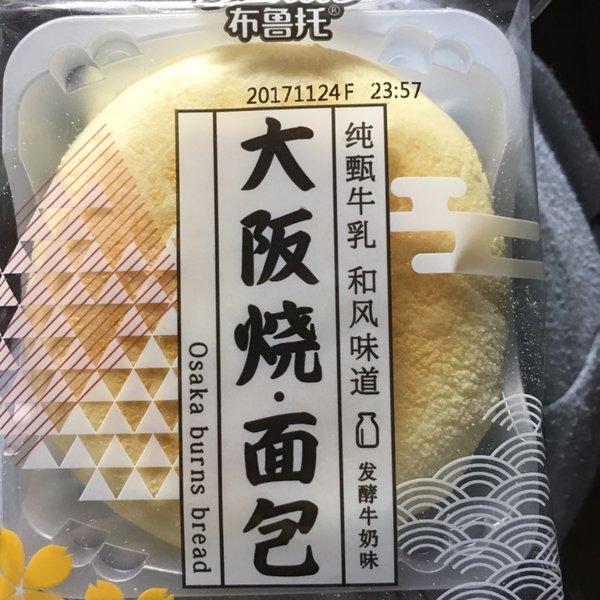 布鲁托®
20171124F 23:57
大阪烧·面包
纯甄牛乳 和风味道
发酵牛奶味
Osaka burns bread